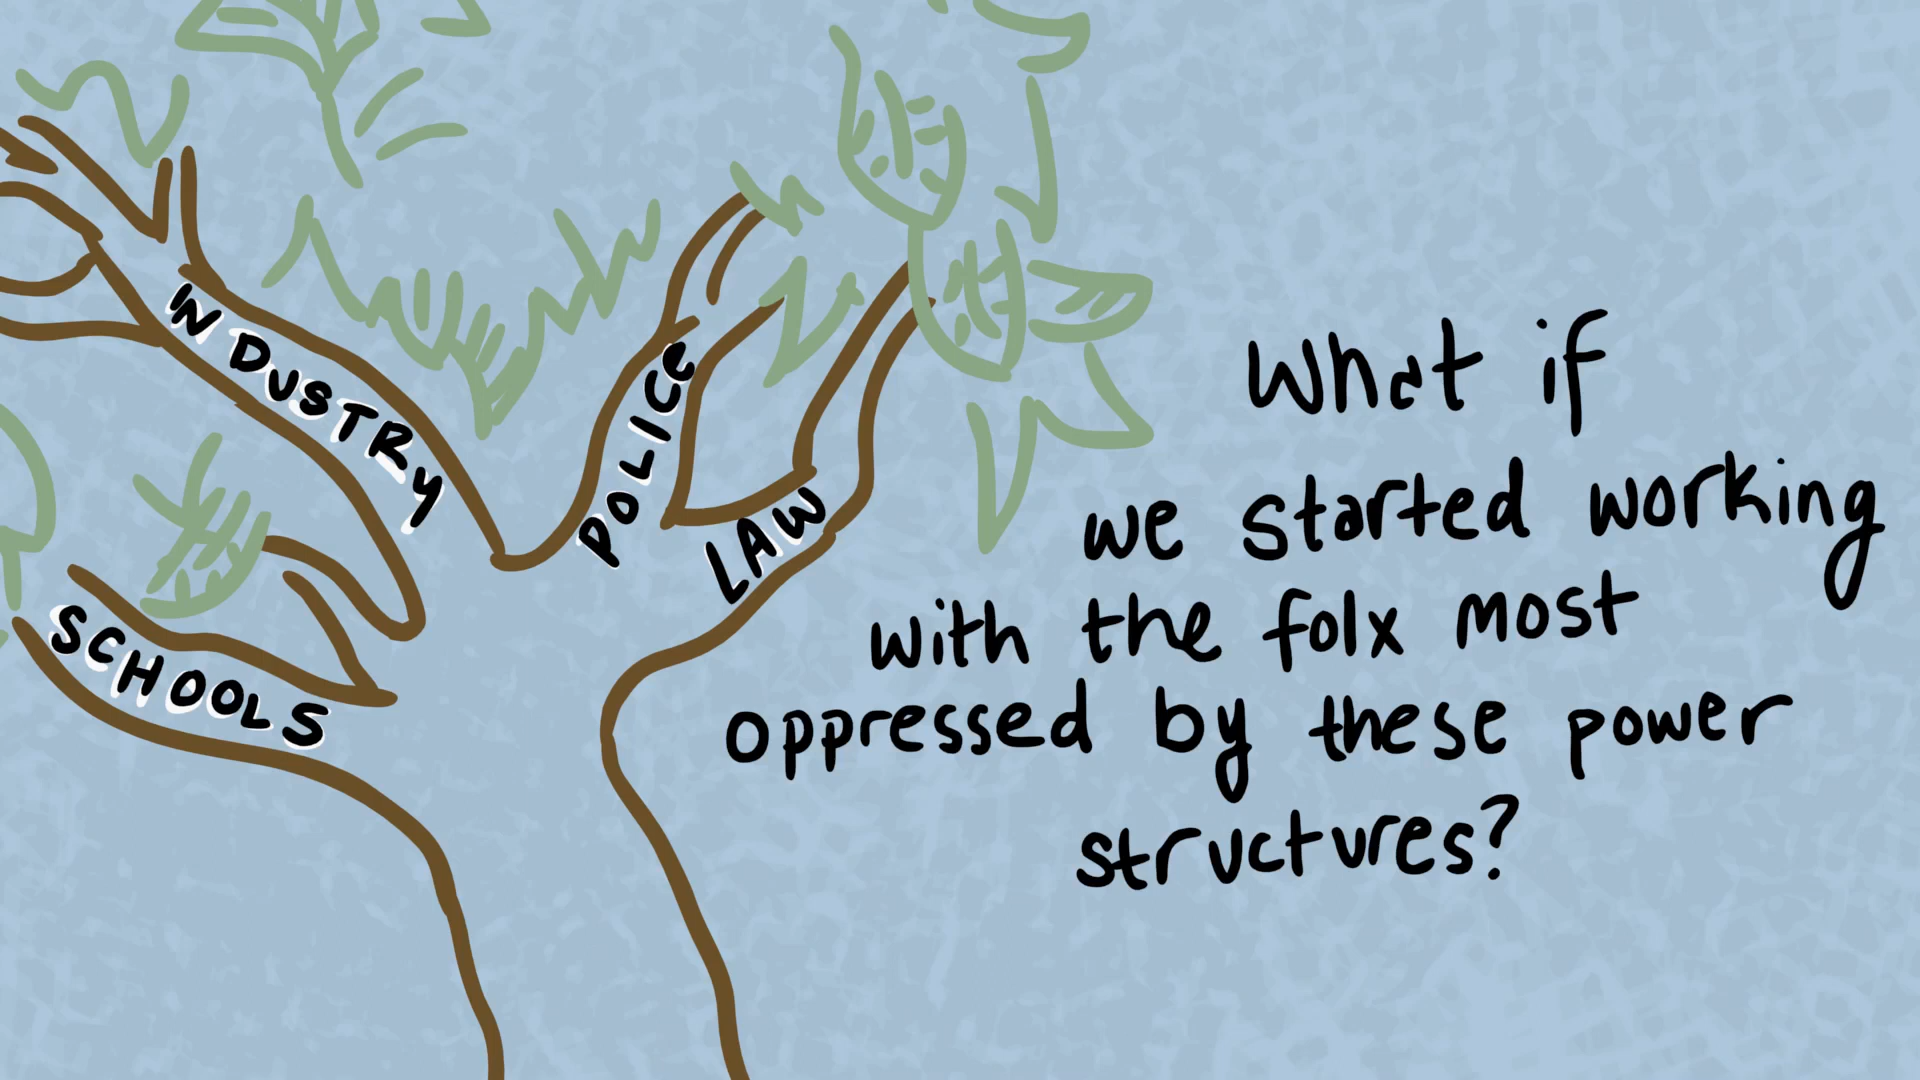 INDUSTRY
POLICE
LAW
SCHOOLS
What if
we started working
with the folx most
oppressed by these power
structures?